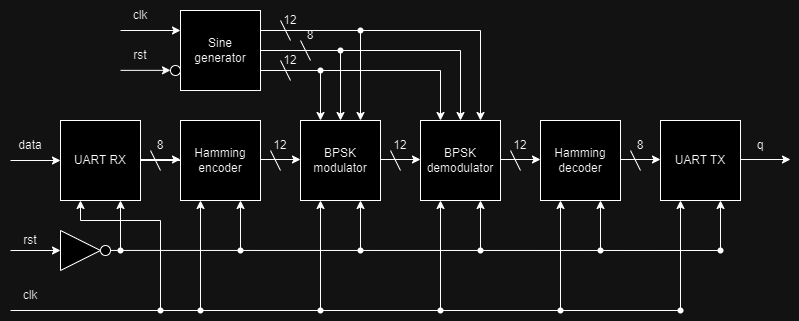 clk
12
8
Sine
generator
rst
12
data
UART RX
8
Hamming
encoder
12
BPSK
modulator
12
BPSK
demodulator
12
Hamming
decoder
8
UART TX
q
rst
clk